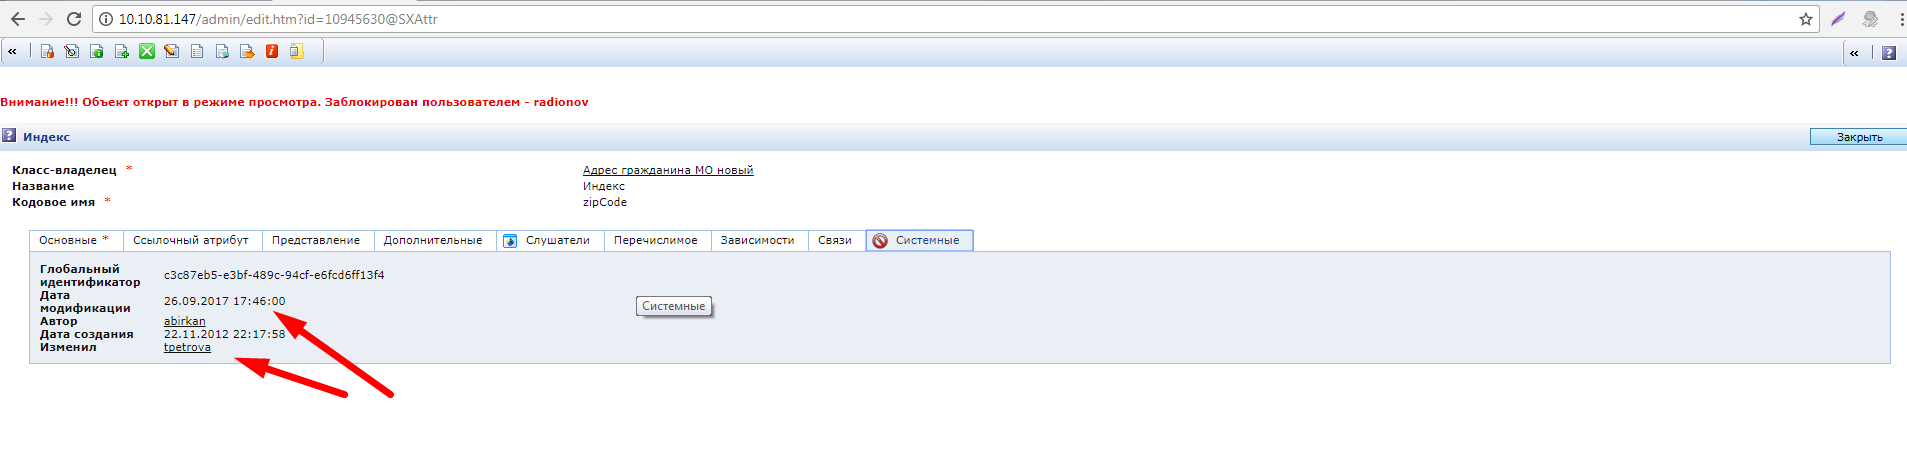 10.10.81.147/admin/edit.htm?id=10945630@SXAttr
Внимание!!! Объект открыт в режиме просмотра. Заблокирован пользователем - radionov
Индекс
Закрыть
Класс-владелец * Адрес гражданина МО новый
Название Индекс
Кодовое имя * zipCode
Основные * Ссылочный атрибут Представление Дополнительные Слушатели Перечислимое Зависимости Связи Системные
Глобальный
идентификатор c3c87eb5-e3bf-489c-94cf-e6fcd6ff13f4
Дата
модификации 26.09.2017 17:46:00
Системные
Автор abirkan
Дата создания 22.11.2012 22:17:58
Изменил tpetrova